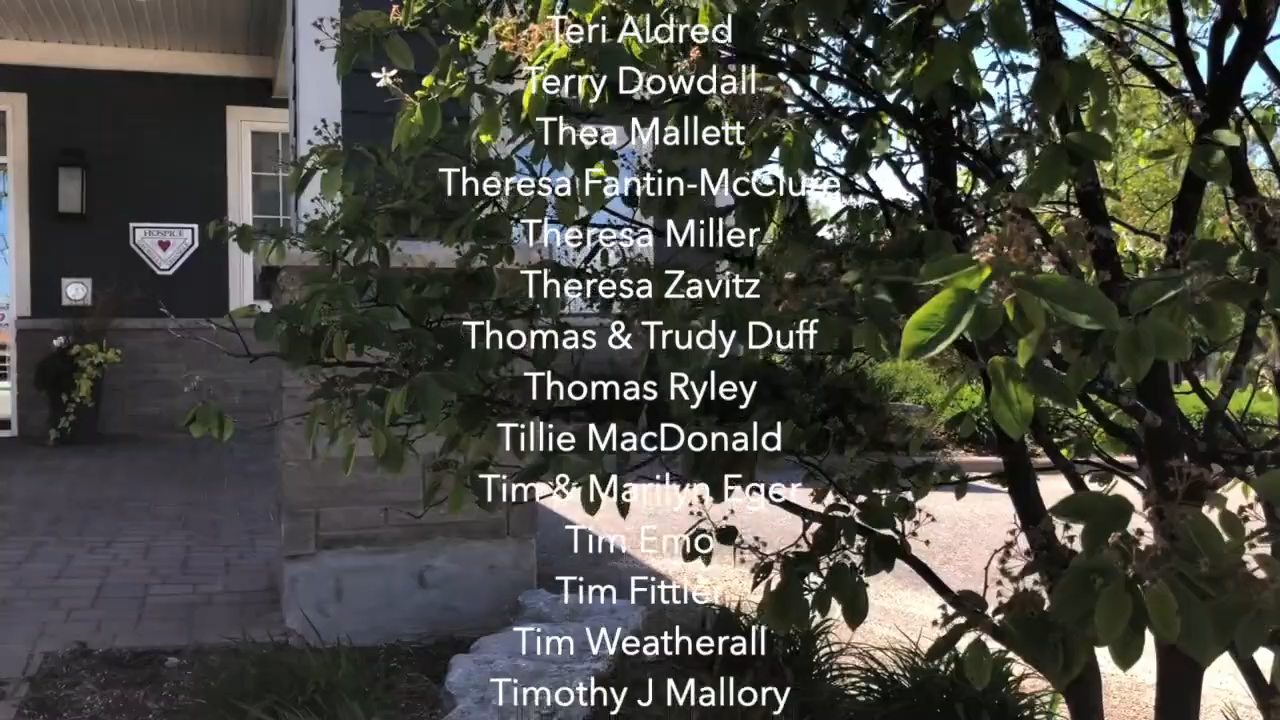 Teri Aldred
Terry Dowdall
Thea Mallett
Theresa Fantin-McClure
HOSPICE
Theresa Miller
Theresa Zavitz
Thomas & Trudy Duff
Thomas Ryley
Tillie MacDonald
Tim & Marilyn Eger
Tim Emo
Tim Fittler
Tim Weatherall
Timothy J Mallory